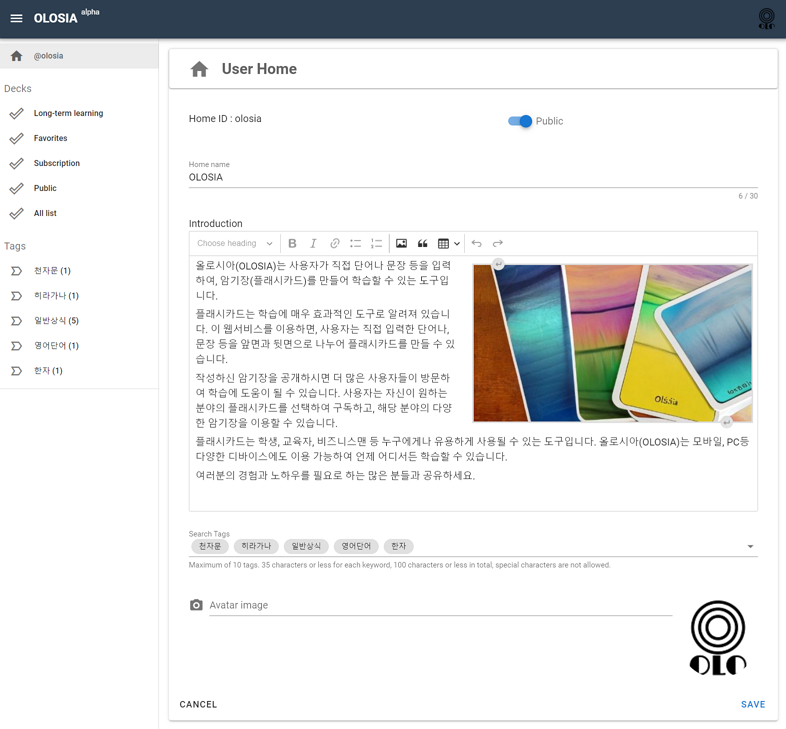 OLOSIA alpha
@olosia
Decks
Long-term learning
Favorites
Subscription
Public
All list
Tags
천자문 (1)
히라가나 (1)
일반상식 (5)
영어단어 (1)
한자 (1)
User Home
Home ID : olosia
Public
Home name
OLOSIA
6 / 30
Introduction
Choose heading
B I
올로시아(OLOSIA)는 사용자가 직접 단어나 문장 등을 입력
하여, 암기장(플래시카드)를 만들어 학습할 수 있는 도구입
니다.
플래시카드는 학습에 매우 효과적인 도구로 알려져 있습니
다. 이 웹서비스를 이용하면, 사용자는 직접 입력한 단어나,
문장 등을 앞면과 뒷면으로 나누어 플래시카드를 만들 수 있
습니다.
작성하신 암기장을 공개하시면 더 많은 사용자들이 방문하
여 학습에 도움이 될 수 있습니다. 사용자는 자신이 원하는
분야의 플래시카드를 선택하여 구독하고, 해당 분야의 다양
한 암기장을 이용할 수 있습니다.
Olosia
플래시카드는 학생, 교육자, 비즈니스맨 등 누구에게나 유용하게 사용될 수 있는 도구입니다. 올로시아(OLOSIA)는 모바일, PC등
다양한 디바이스에도 이용 가능하여 언제 어디서든 학습할 수 있습니다.
여러분의 경험과 노하우를 필요로 하는 많은 분들과 공유하세요.
Search Tags
천자문 히라가나 일반상식 영어단어 한자
Maximum of 10 tags. 35 characters or less for each keyword, 100 characters or less in total, special characters are not allowed.
Avatar image
OLO
CANCEL
SAVE